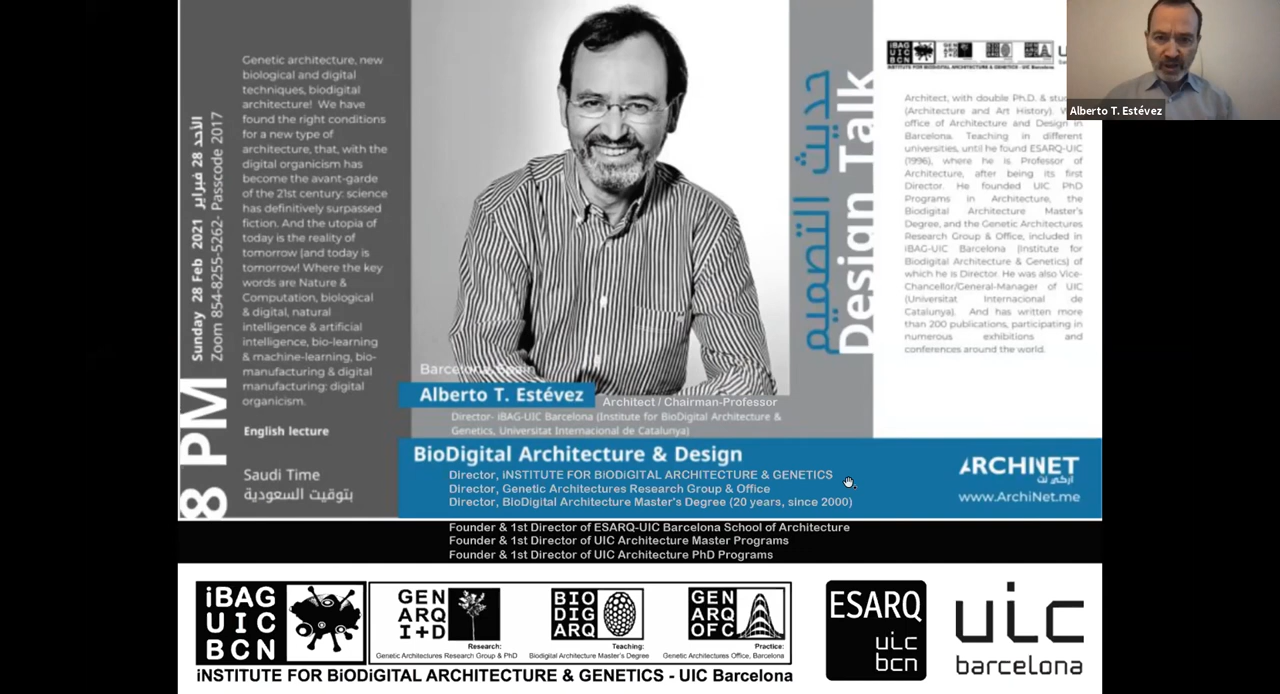 8 PM
Sunday 28 Feb 2021 الأحد 28 فبراير
Zoom 854-8255-5262- Passcode 2017
Genetic architecture, new
biological and digital
techniques, biodigital
architecture! We have
found the right conditions
for a new type of
architecture, that, with the
digital organicism has
become the avant-garde
of the 21st century: science
has definitively surpassed
fiction. And the utopia of
today is the reality of
tomorrow (and today is
tomorrow! Where the key
words are Nature &
Computation, biological
& digital, natural
intelligence & artificial
intelligence, bio-learning
& machine-learning, bio-
manufacturing & digital
manufacturing: digital
organicism.
English lecture
Saudi Time
بتوقيت السعودية
حديث التصميم
Design Talk
iBAG
UIC
BCN
INSTITUTE FOR BiODiGITAL ARCHITECTURE & GENETICS - UIC Barcelona
Architect, with double Ph.D. &
(Architecture and Art History).
office of Architecture and Design in
Barcelona. Teaching in different
universities, until he found ESARQ-UIC
(1996), where he is Professor of
Architecture, after being its first
Director. He founded UIC PhD
Programs in Architecture, the
Biodigital Architecture Master's
Degree, and the Genetic Architectures
Research Group & Office, included in
iBAG-UIC Barcelona (Institute for
Biodigital Architecture & Genetics) of
which he is Director. He was also Vice-
Chancellor/General-Manager of UIC
(Universitat Internacional de
Catalunya). And has written more
than 200 publications, participating in
numerous exhibitions and
conferences around the world.
Alberto T. Estévez
Barcelona, Spain
Alberto T. Estévez
Architect / Chairman-Professor
Director- iBAG-UIC Barcelona (Institute for BioDigital Architecture &
Genetics, Universitat Internacional de Catalunya)
BioDigital Architecture & Design
Director, iNSTITUTE FOR BiODiGITAL ARCHITECTURE & GENETICS
Director, Genetic Architectures Research Group & Office
Director, BioDigital Architecture Master's Degree (20 years, since 2000)
ARCHINET
اركي نت
www.ArchiNet.me
Founder & 1st Director of ESARQ-UIC Barcelona School of Architecture
Founder & 1st Director of UIC Architecture Master Programs
Founder & 1st Director of UIC Architecture PhD Programs
iBAG
UIC
BCN
GEN
ARQ
I+D
Research:
Genetic Architectures Research Group & PhD
BIO
DIG
ARQ
Teaching:
Biodigital Architecture Master's Degree
GEN
ARQ
OFC
Practice:
Genetic Architectures Office, Barcelona
iNSTITUTE FOR BiODiGITAL ARCHITECTURE & GENETICS - UIC Barcelona
ESARQ
uic
bcn
uic
barcelona